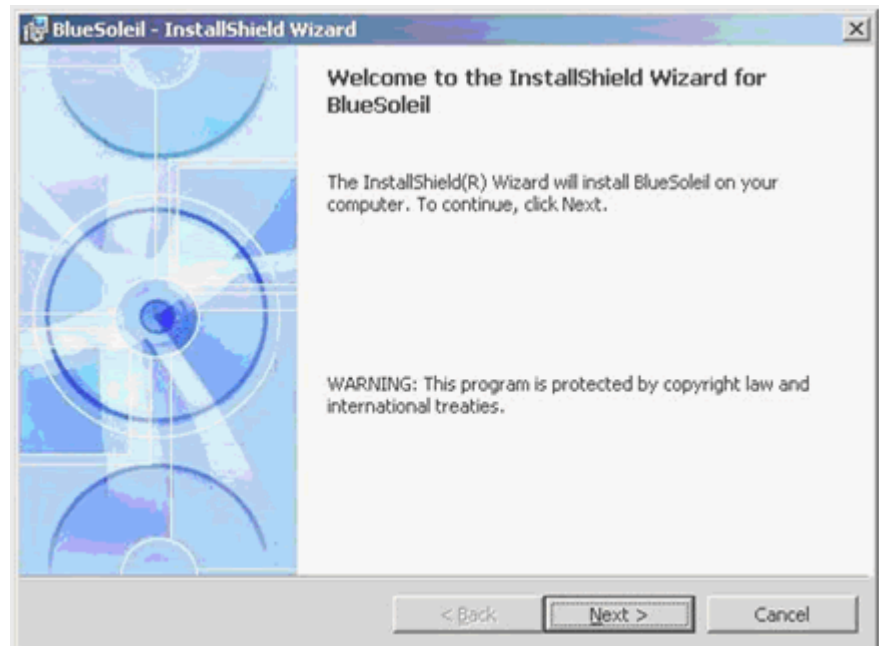 BlueSoleil - InstallShield Wizard
Welcome to the InstallShield Wizard for
BlueSoleil
The InstallShield(R) Wizard will install BlueSoleil on your
computer. To continue, click Next.
WARNING: This program is protected by copyright law and
international treaties.
< Back
Next >
Cancel